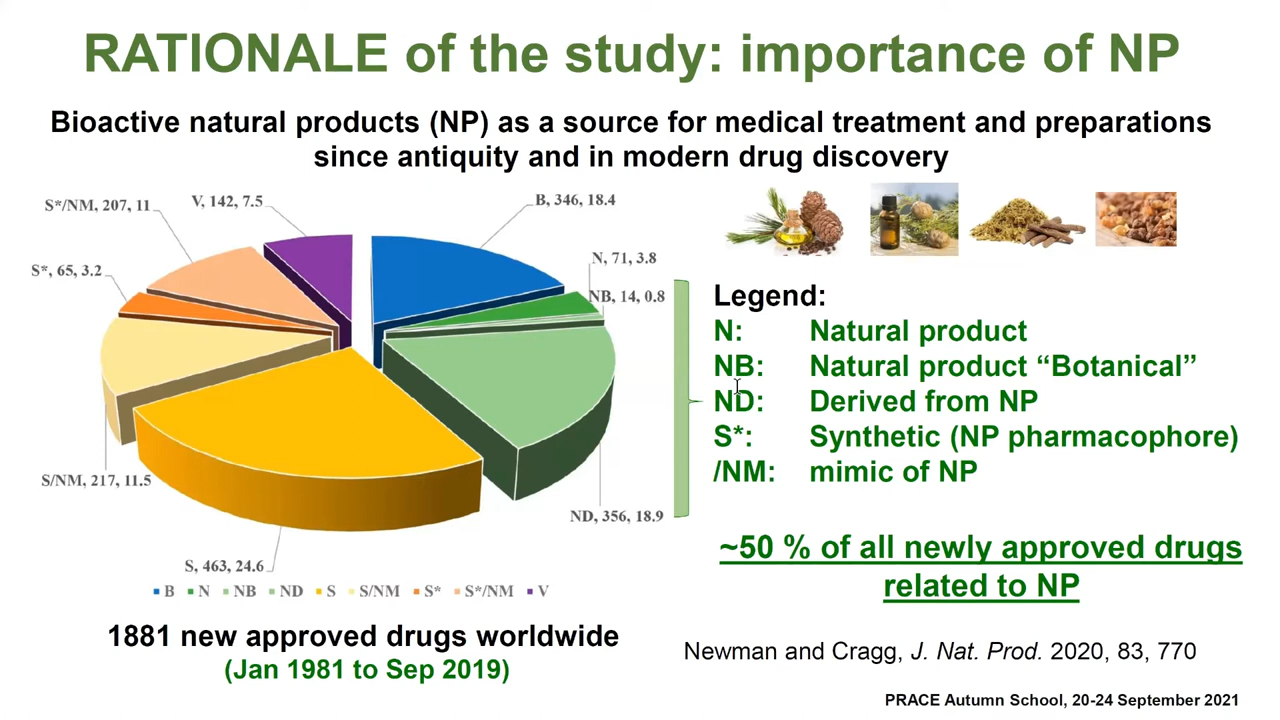 RATIONALE of the study: importance of NP
Bioactive natural products (NP) as a source for medical treatment and preparations
since antiquity and in modern drug discovery
S*/NM, 207, 11
V, 142, 7.5
B, 346, 18.4
S*, 65, 3.2
N, 71, 3.8
NB, 14, 0.8
S/NM, 217, 11.5
ND, 356, 18.9
S, 463, 24.6
B N NB ND S S/NM S* S*/NM V
1881 new approved drugs worldwide
(Jan 1981 to Sep 2019)
Legend:
N: Natural product
NB: Natural product “Botanical”
ND: Derived from NP
S*: Synthetic (NP pharmacophore)
/NM: mimic of NP
~50 % of all newly approved drugs
related to NP
Newman and Cragg, J. Nat. Prod. 2020, 83, 770
PRACE Autumn School, 20-24 September 2021